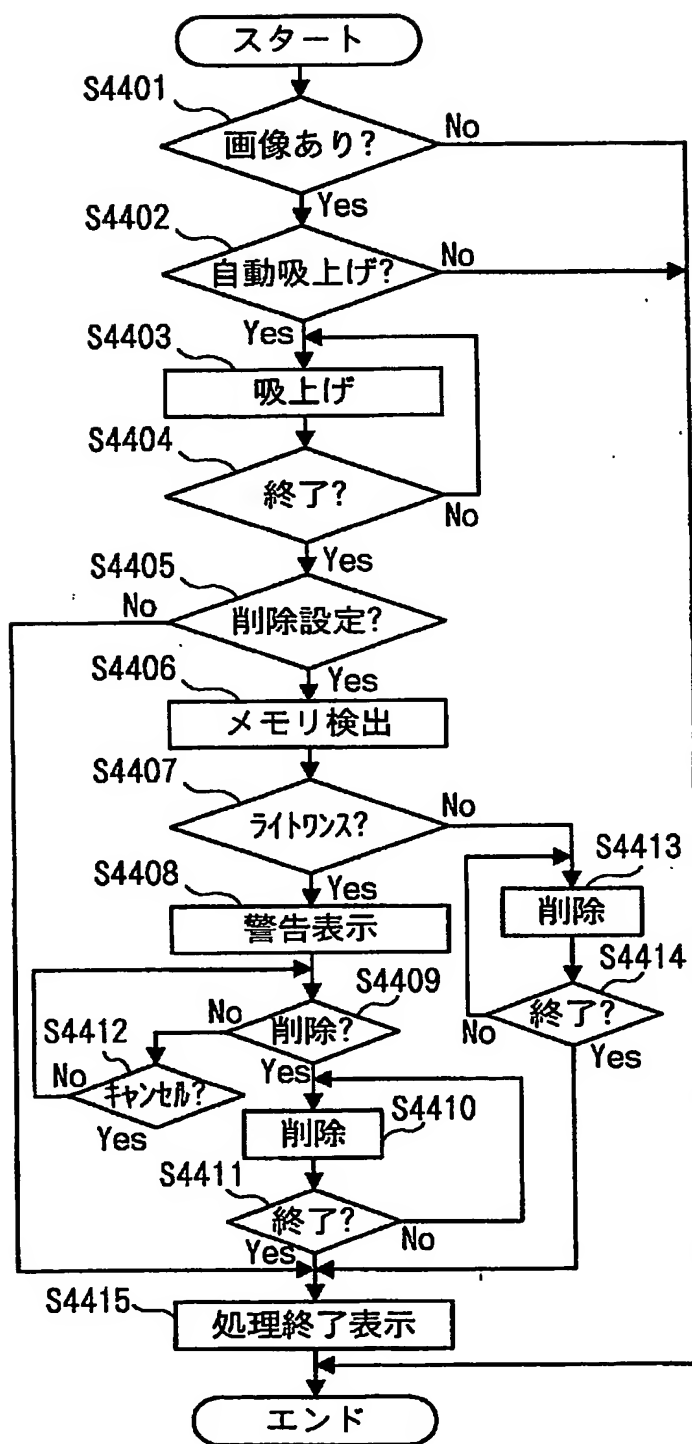 スタート
S4401
画像あり?
No
Yes
S4402
自動吸上げ?
No
Yes
S4403
吸上げ
S4404
終了?
No
Yes
S4405
No
削除設定?
Yes
S4406
メモリ検出
S4407
ライトワンス?
No
Yes
S4408
警告表示
S4413
削除
S4414
終了?
No
Yes
S4409
No
削除?
Yes
S4412
No
キャンセル?
Yes
S4410
削除
S4411
終了?
No
Yes
S4415
処理終了表示
エンド